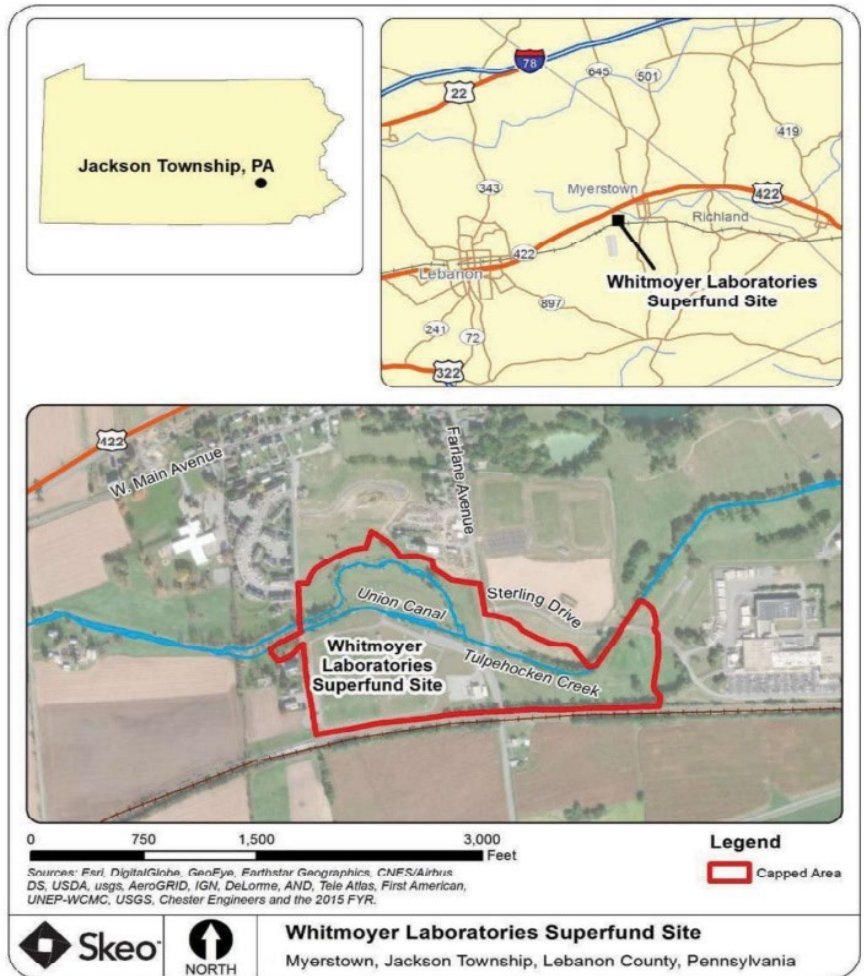 Jackson Township, PA
78
22
645
501
419
343
Myerstown
422
Richland
422
Lebanon
Whitmoyer Laboratories
Superfund Site
897
241
72
322
422
W. Main Avenue
Fairlane Avenue
Union Canal
Sterling Drive
Whitmoyer
Laboratories
Superfund Site
Tulpehocken Creek
0 750 1,500 3,000
Feet
Legend
Capped Area
Sources: Esri, DigitalGlobe, GeoEye, Earthstar Geographics, CNES/Airbus
DS, USDA, usgs, AeroGRID, IGN, DeLorme, AND, Tele Atlas, First American,
UNEP-WCMC, USGS, Chester Engineers and the 2015 FYR.
Skeo
NORTH
Whitmoyer Laboratories Superfund Site
Myerstown, Jackson Township, Lebanon County, Pennsylvania